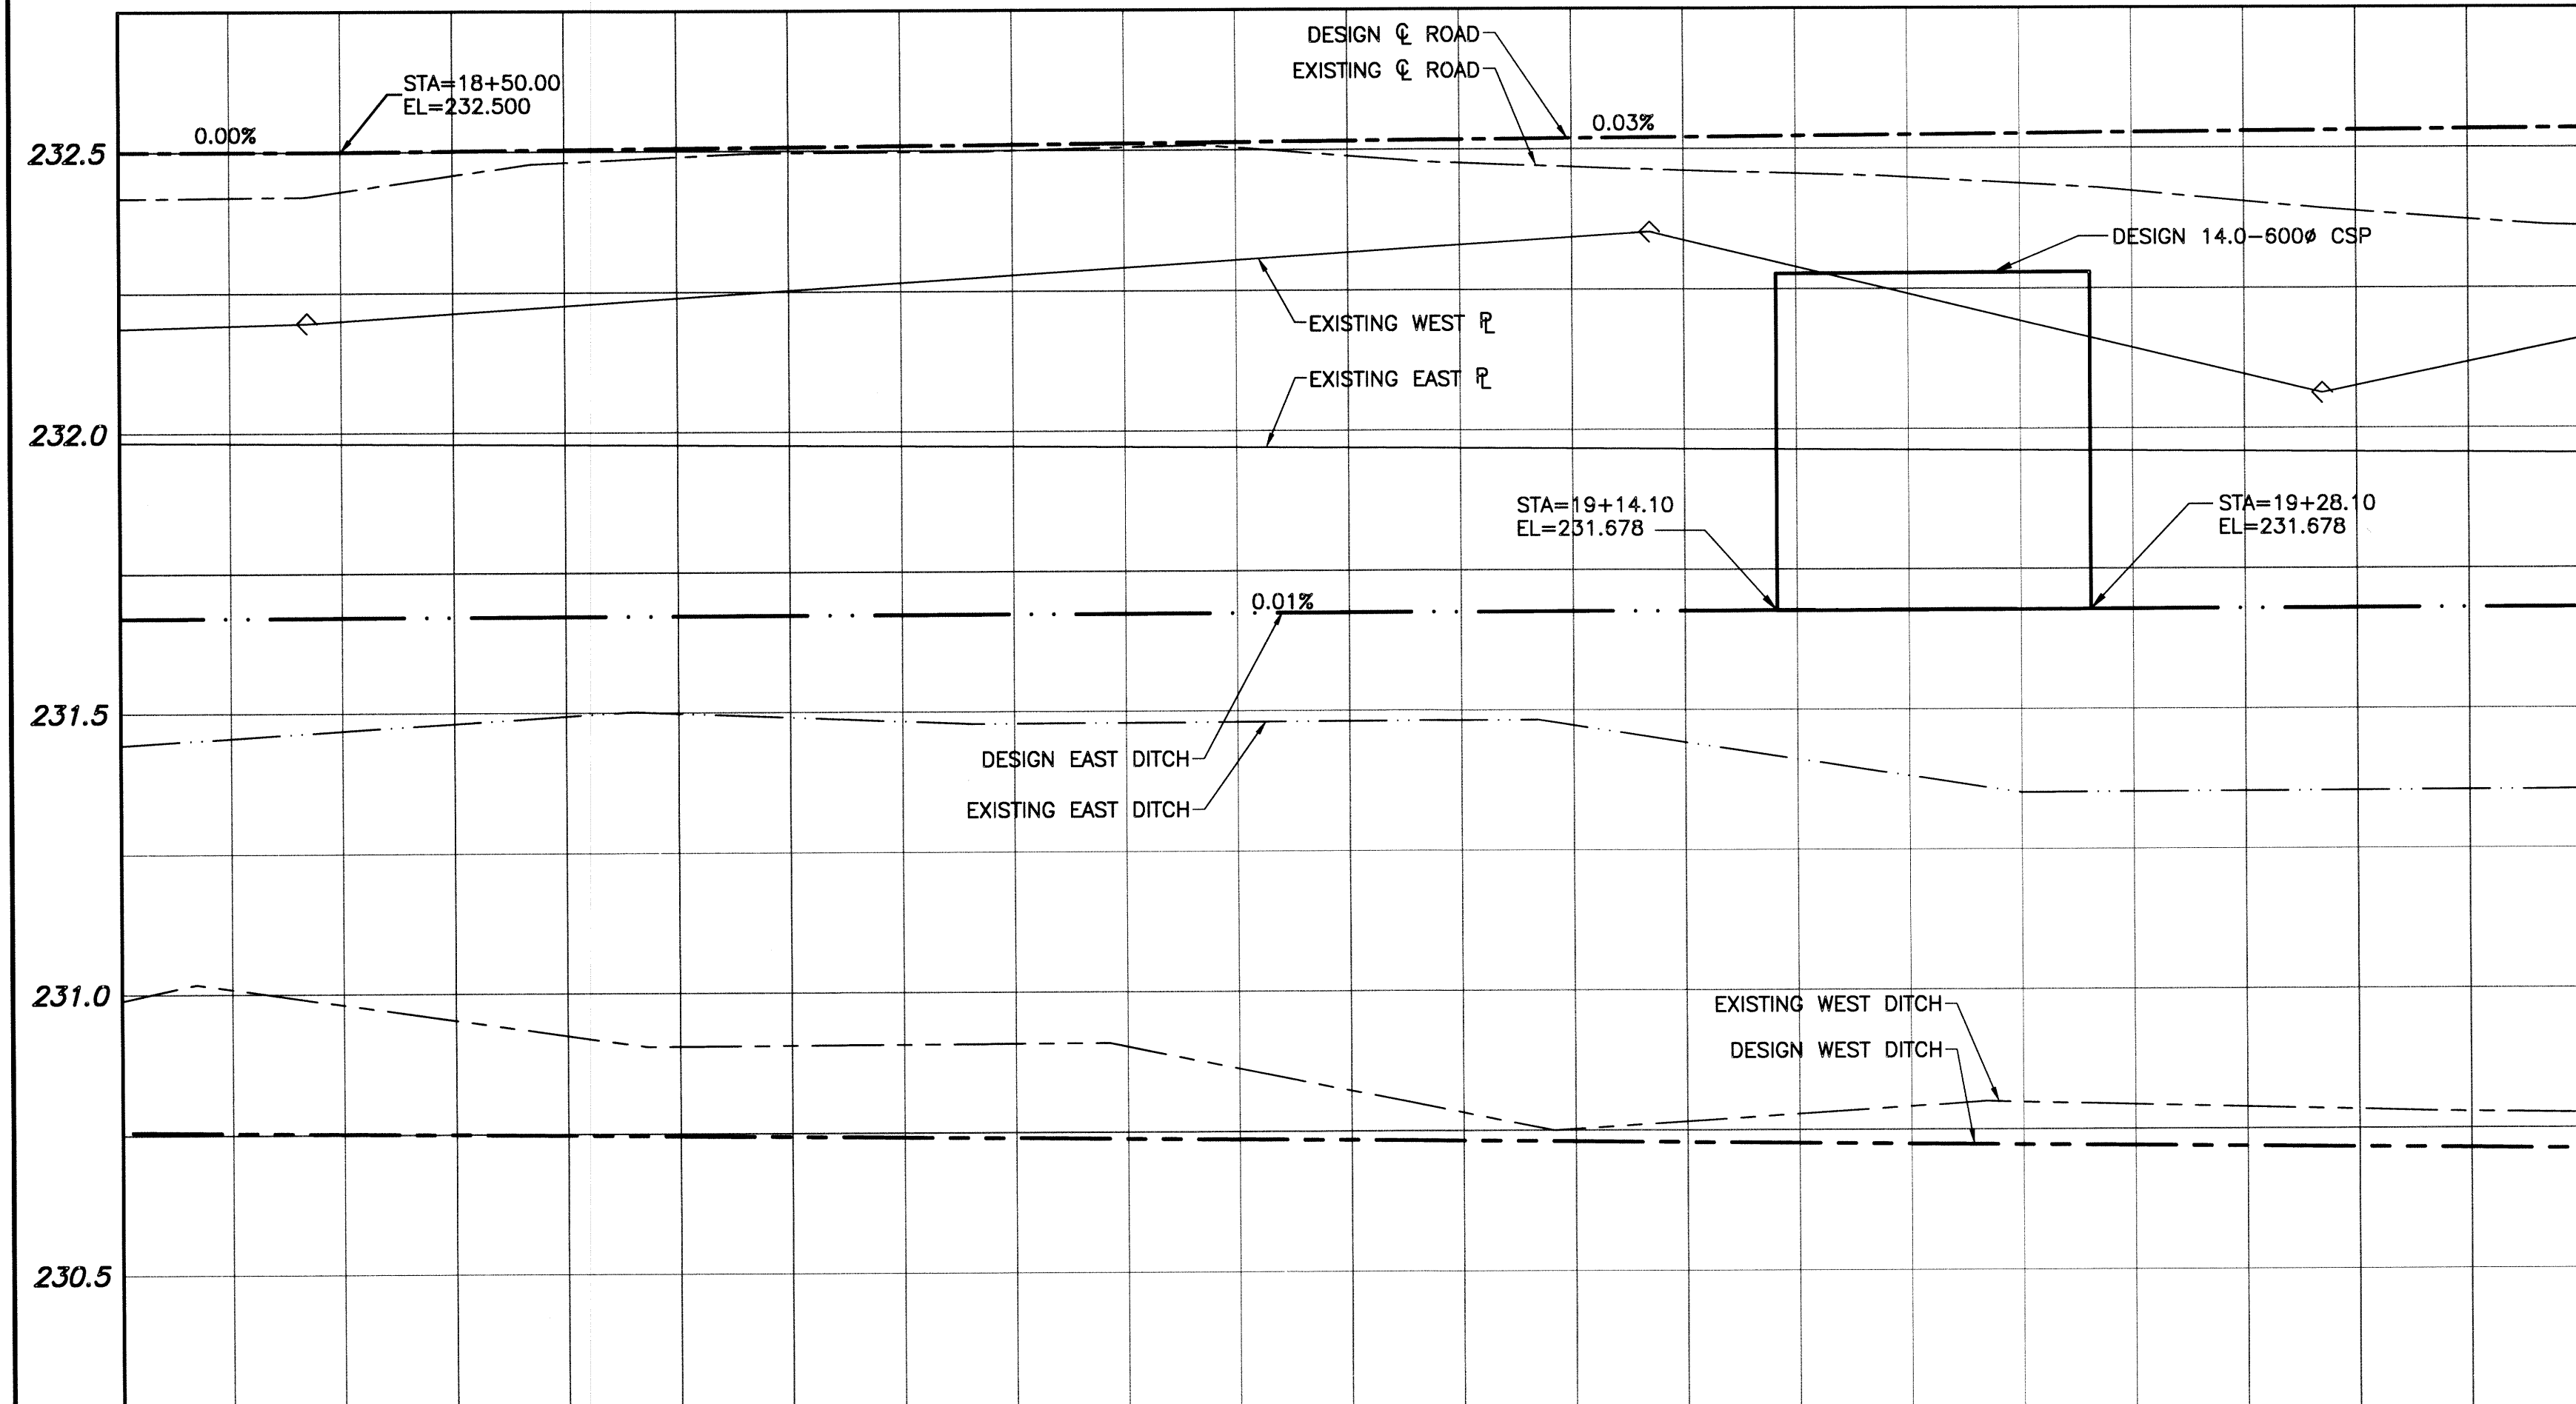 DESIGN ℄ ROAD
EXISTING ℄ ROAD
STA=18+50.00
EL=232.500
0.00%
0.03%
232.5
DESIGN 14.0-600ø CSP
EXISTING WEST ⅊
EXISTING EAST ⅊
232.0
STA=19+14.10
EL=231.678
STA=19+28.10
EL=231.678
0.01%
231.5
DESIGN EAST DITCH
EXISTING EAST DITCH
231.0
EXISTING WEST DITCH
DESIGN WEST DITCH
230.5